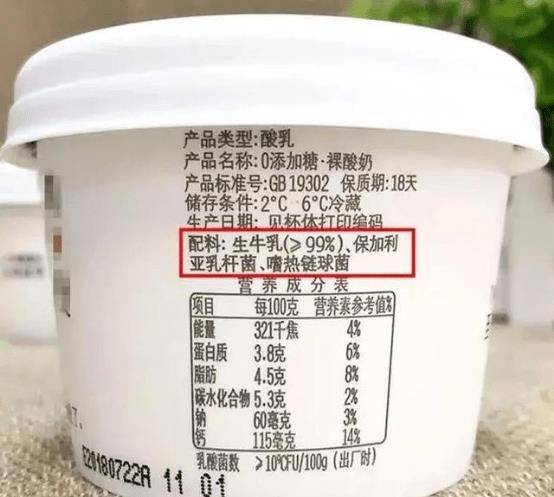 产品类型:酸乳
产品名称:0添加糖·裸酸奶
产品标准号:GB 19302 保质期:18天
储存条件:2°C 6°C冷藏
生产日期: 见杯体打印编码
配料: 生牛乳(≥99%)、保加利
亚乳杆菌、嗜热链球菌
营养成分表
项目 每100克 营养素参考值%
能量 321千焦 4%
蛋白质 3.8克 6%
脂肪 4.5克 8%
碳水化合物 5.3克 2%
钠 60毫克 3%
钙 115毫克 14%
乳酸菌数 ≥10⁶CFU/100g (出厂时)
E20180722A 11 01